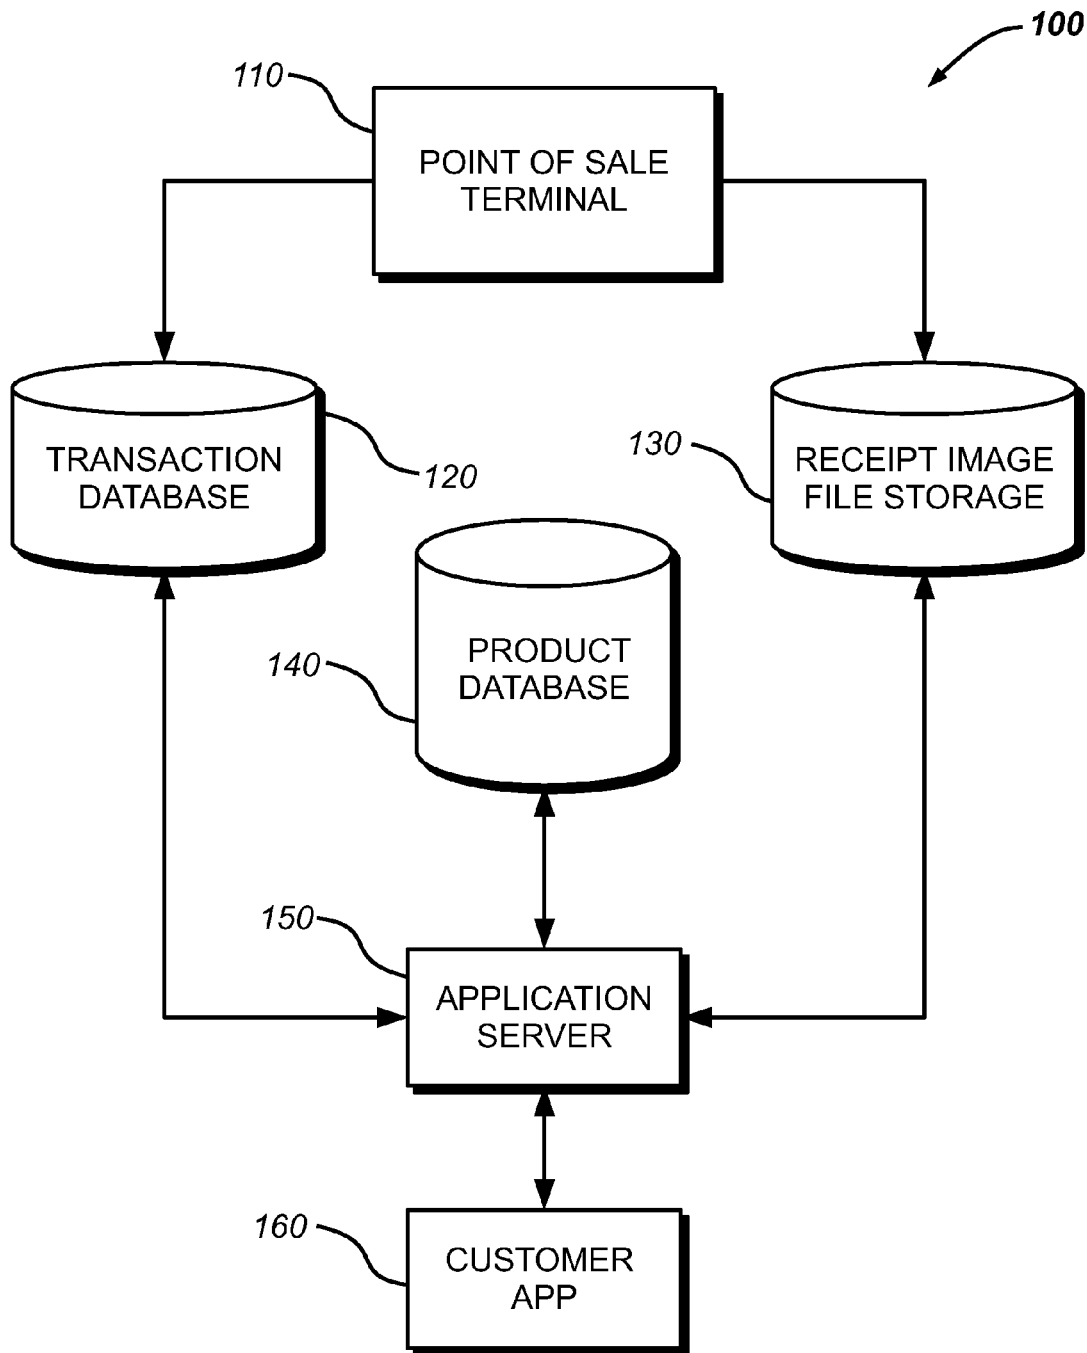 100
110
POINT OF SALE
TERMINAL
TRANSACTION
DATABASE
120
130
RECEIPT IMAGE
FILE STORAGE
140
PRODUCT
DATABASE
150
APPLICATION
SERVER
160
CUSTOMER
APP